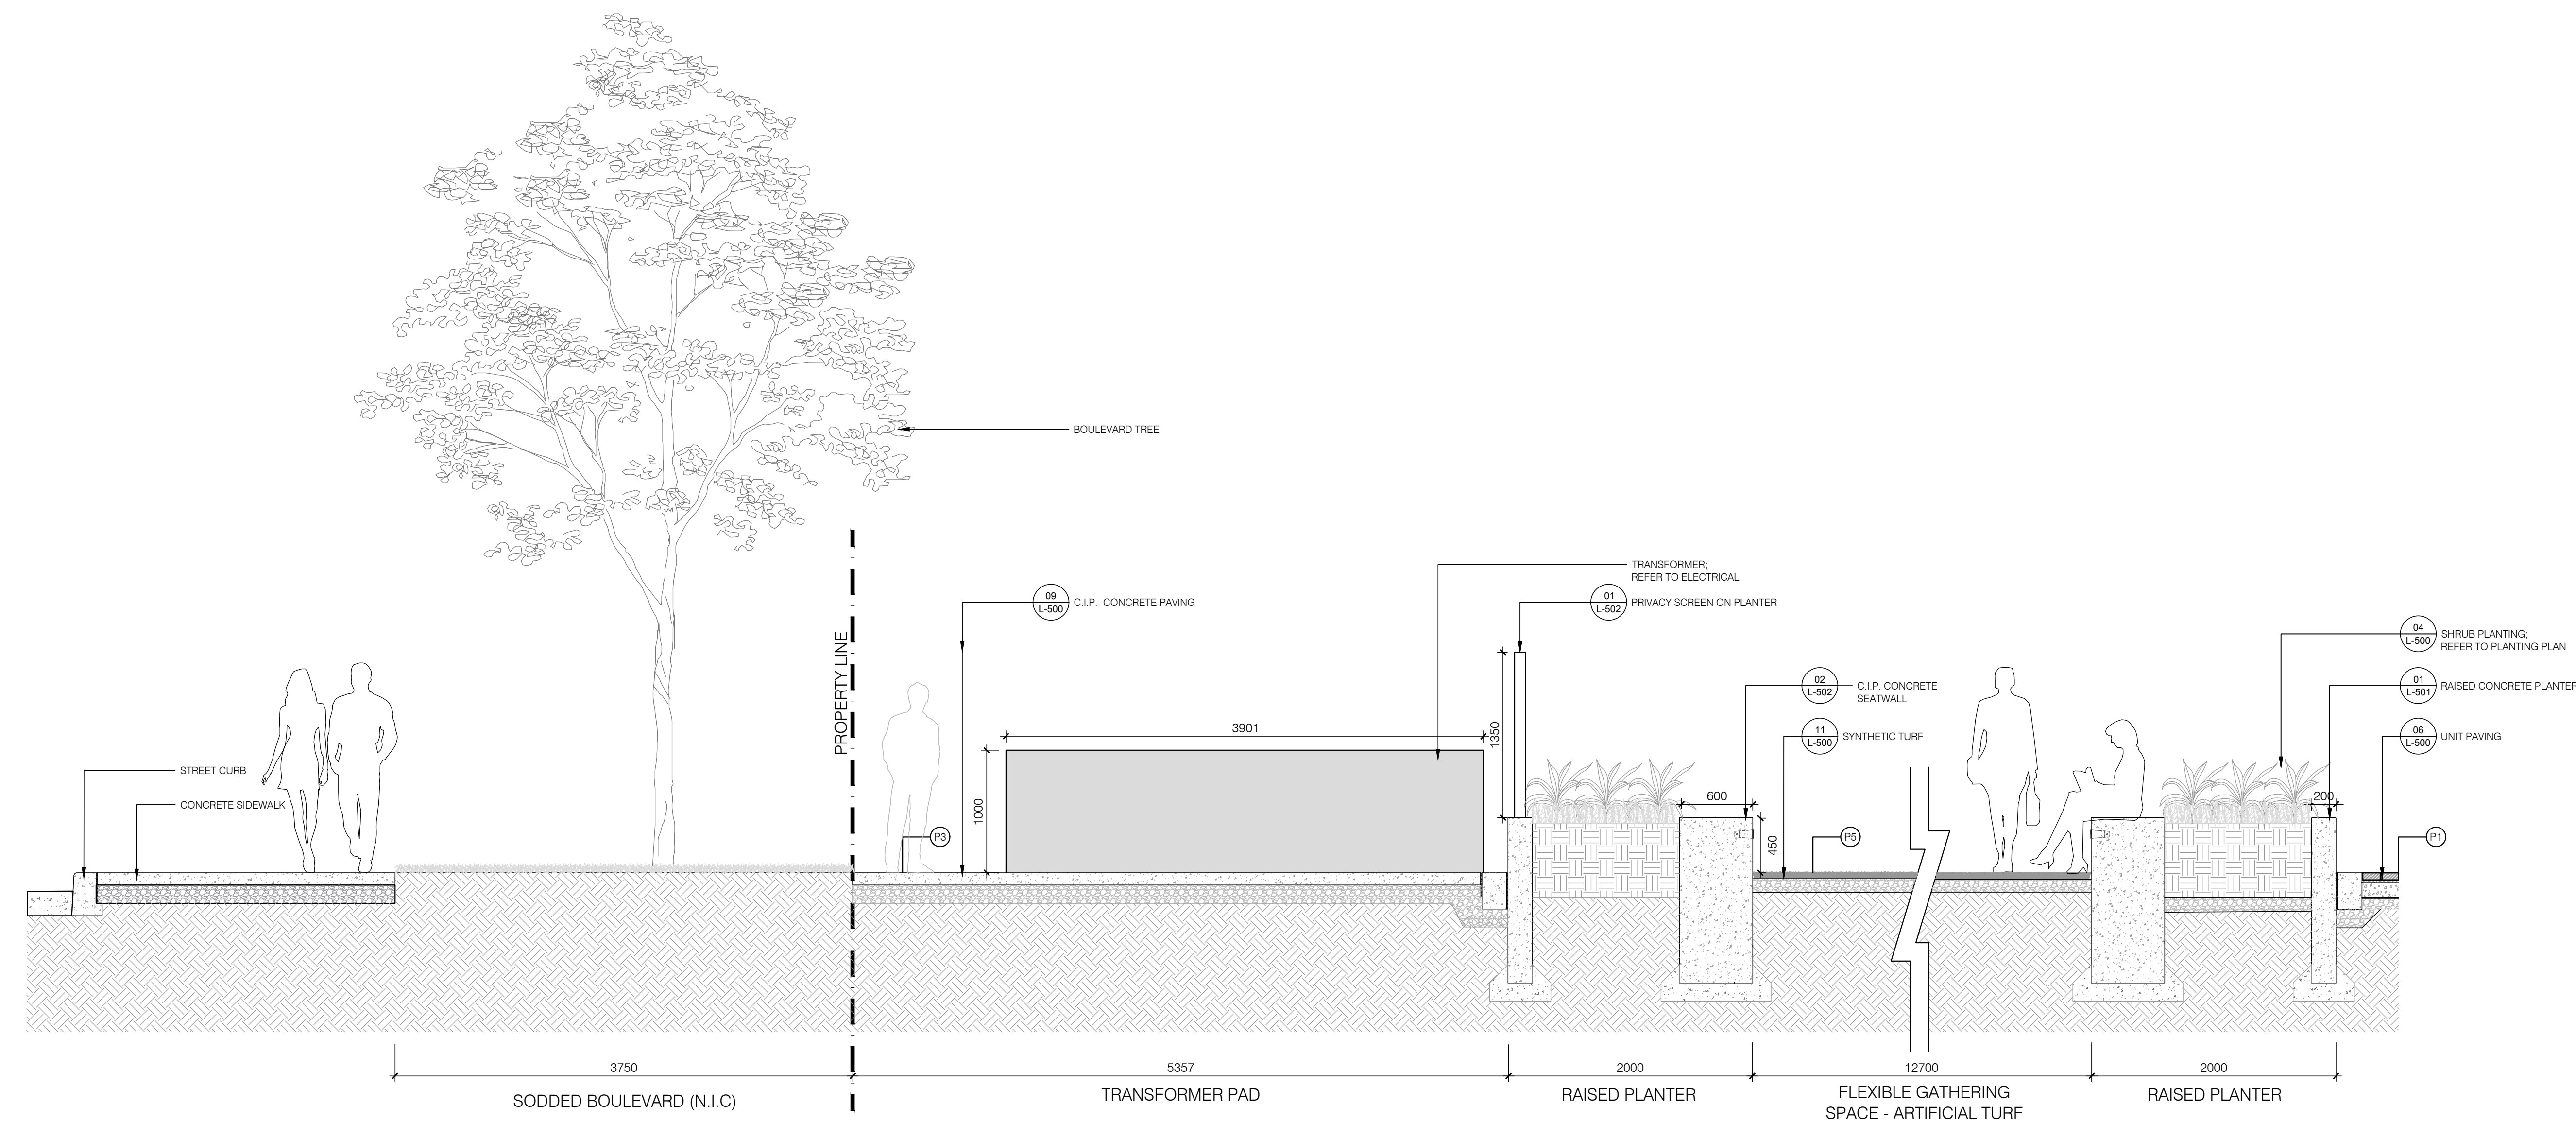 BOULEVARD TREE
TRANSFORMER;
REFER TO ELECTRICAL
09
L-500
C.I.P. CONCRETE PAVING
01
L-502
PRIVACY SCREEN ON PLANTER
04
L-500
SHRUB PLANTING;
REFER TO PLANTING PLAN
PROPERTY LINE
02
L-502
C.I.P. CONCRETE
SEATWALL
01
L-501
RAISED CONCRETE PLANTER
3901
1350
11
L-500
SYNTHETIC TURF
06
L-500
UNIT PAVING
STREET CURB
CONCRETE SIDEWALK
1000
600
200
P3
450
P5
P1
3750
5357
2000
12700
2000
SODDED BOULEVARD (N.I.C)
TRANSFORMER PAD
RAISED PLANTER
FLEXIBLE GATHERING
SPACE - ARTIFICIAL TURF
RAISED PLANTER